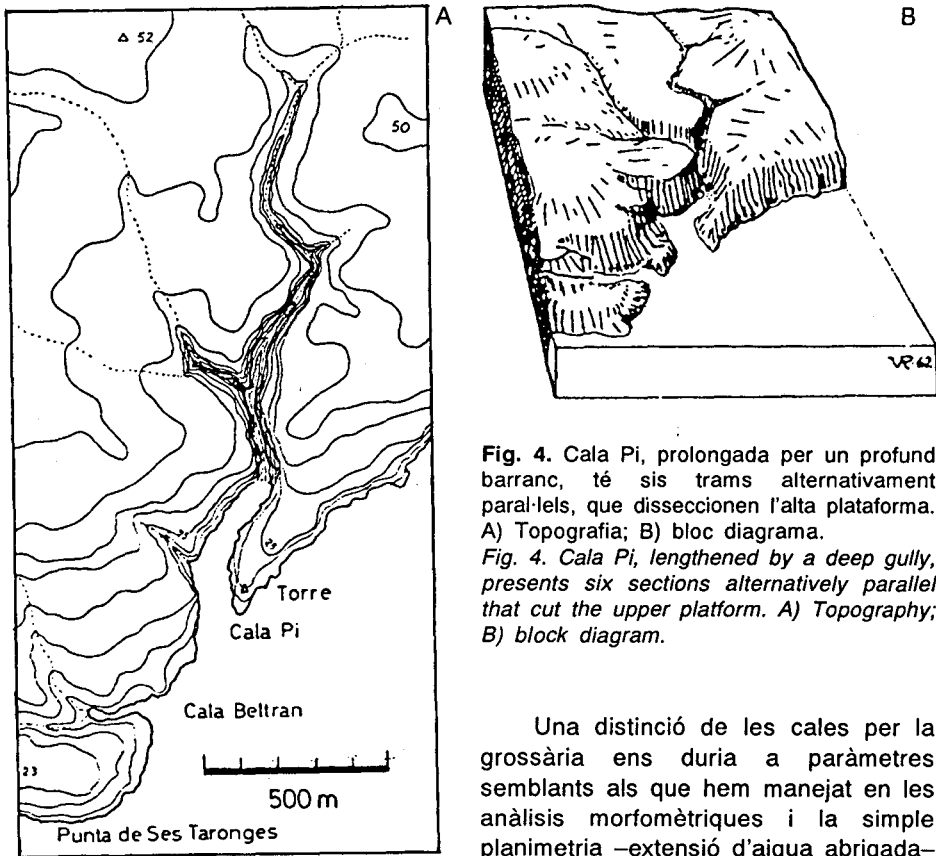 A
△ 52
50
25
Torre
Cala Pi
Cala Beltran
500 m
23
Punta de Ses Taronges
B
VR-62
Fig. 4. Cala Pi, prolongada per un profund
barranc, té sis trams alternativament
paral·lels, que disseccionen l'alta plataforma.
A) Topografia; B) bloc diagrama.
Fig. 4. Cala Pi, lengthened by a deep gully,
presents six sections alternatively parallel
that cut the upper platform. A) Topography;
B) block diagram.
Una distinció de les cales per la
grossària ens duria a paràmetres
semblants als que hem manejat en les
anàlisis morfomètriques i la simple
planimetria –extensió d'aigua abrigada–